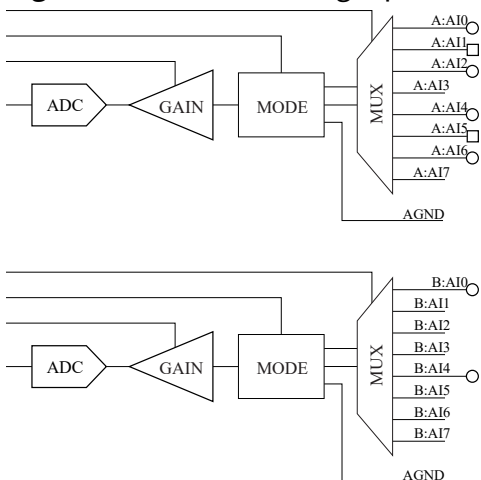 A:AI0
A:AI1
A:AI2
A:AI3
ADC
GAIN
MODE
MUX
A:AI4
A:AI5
A:AI6
A:AI7
AGND
B:AI0
B:AI1
B:AI2
B:AI3
ADC
GAIN
MODE
MUX
B:AI4
B:AI5
B:AI6
B:AI7
AGND